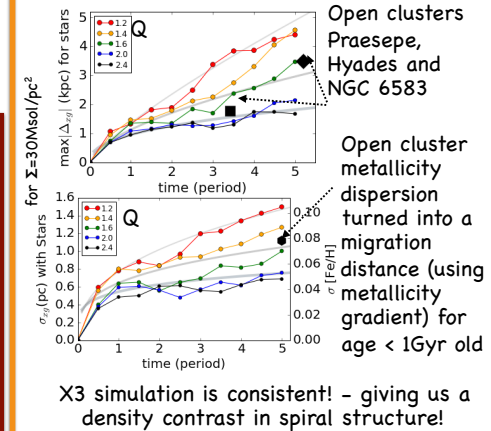 for Σ=30Msol/pc²
max|Δ_xg| (kpc) for stars
5
4
3
2
1
0
1.2
1.4
1.6
2.0
2.4
Q
0 1 2 3 4 5
time (period)
Open clusters
Praesepe,
Hyades and
NGC 6583
σ_xg(pc) with Stars
1.6
1.4
1.2
1.0
0.8
0.6
0.4
0.2
0.0
1.2
1.4
1.6
2.0
2.4
Q
0 1 2 3 4 5
time (period)
0.10
0.08
0.06
0.04
0.02
0.00
σ [Fe/H]
Open cluster
metallicity
dispersion
turned into a
migration
distance (using
metallicity
gradient) for
age < 1Gyr old
X3 simulation is consistent! – giving us a
density contrast in spiral structure!